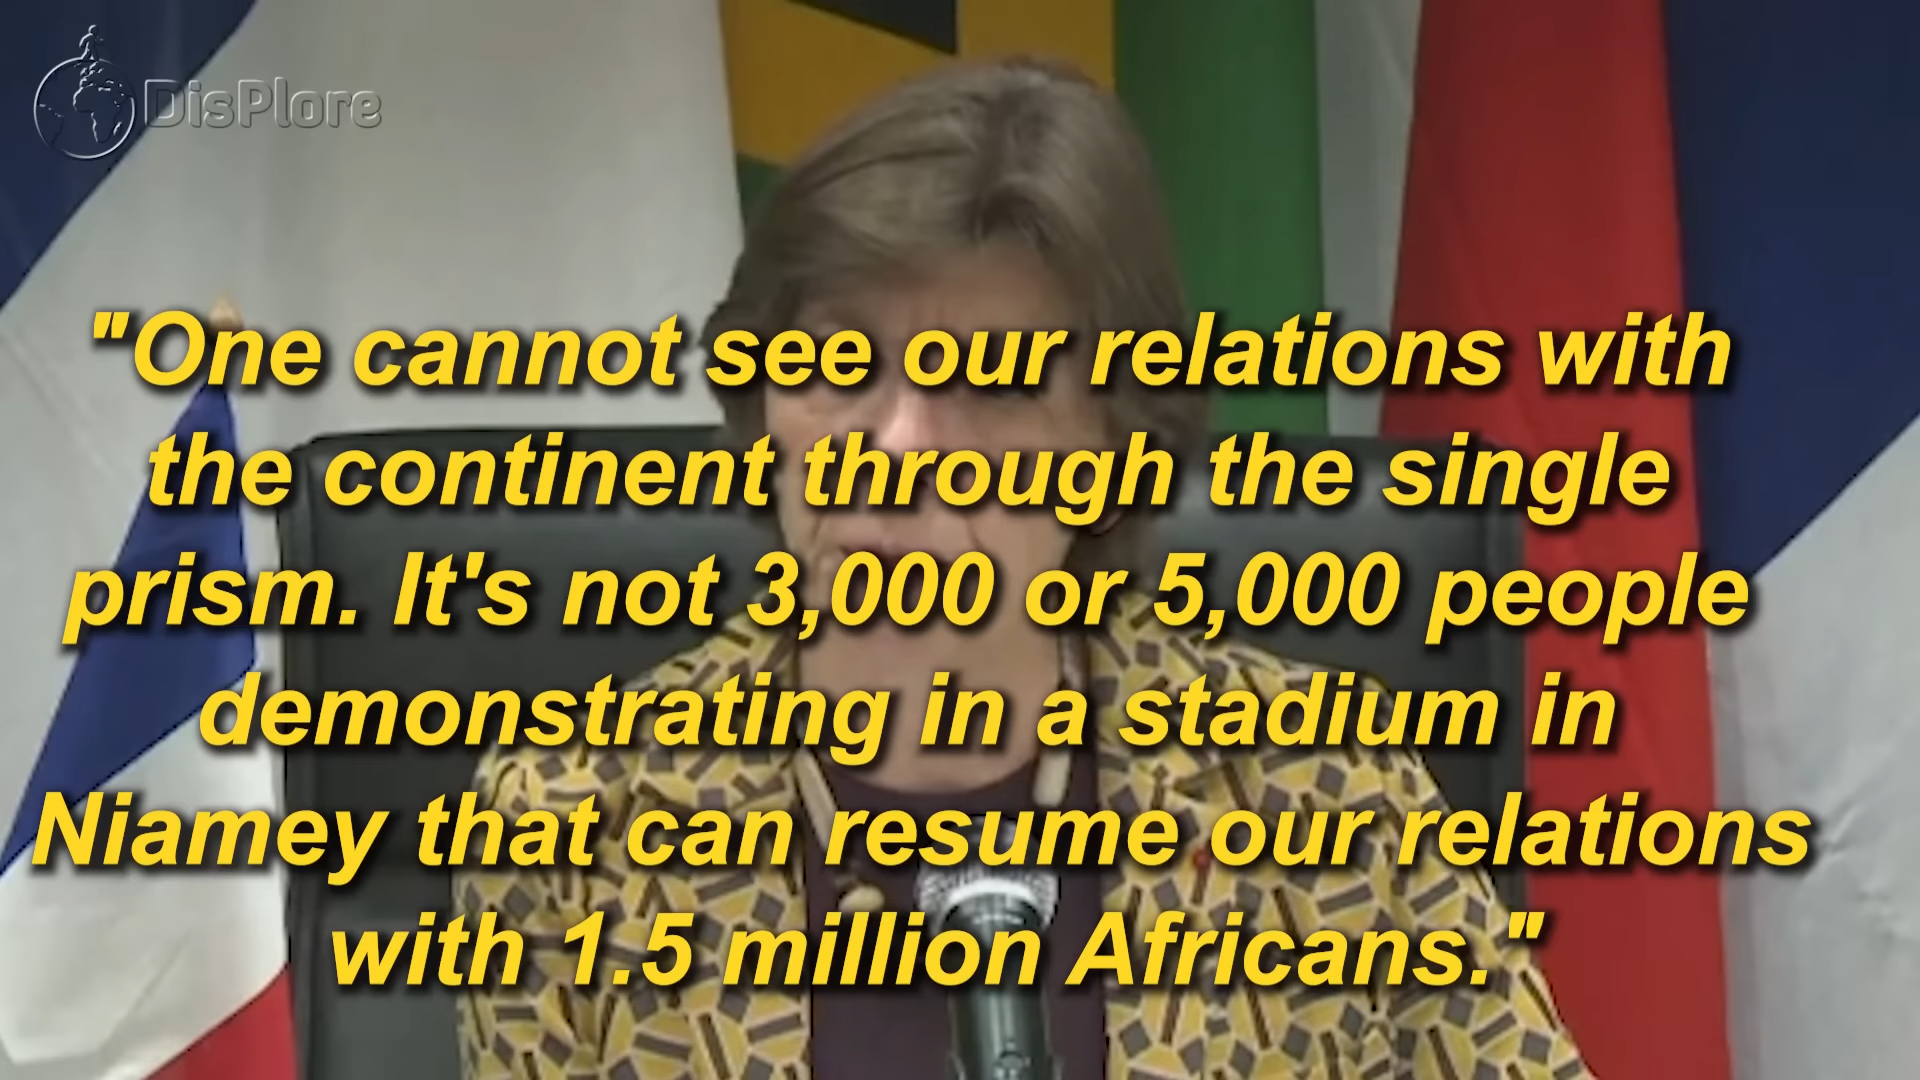 DisPlore
"One cannot see our relations with
the continent through the single
prism. It's not 3,000 or 5,000 people
demonstrating in a stadium in
Niamey that can resume our relations
with 1.5 million Africans."